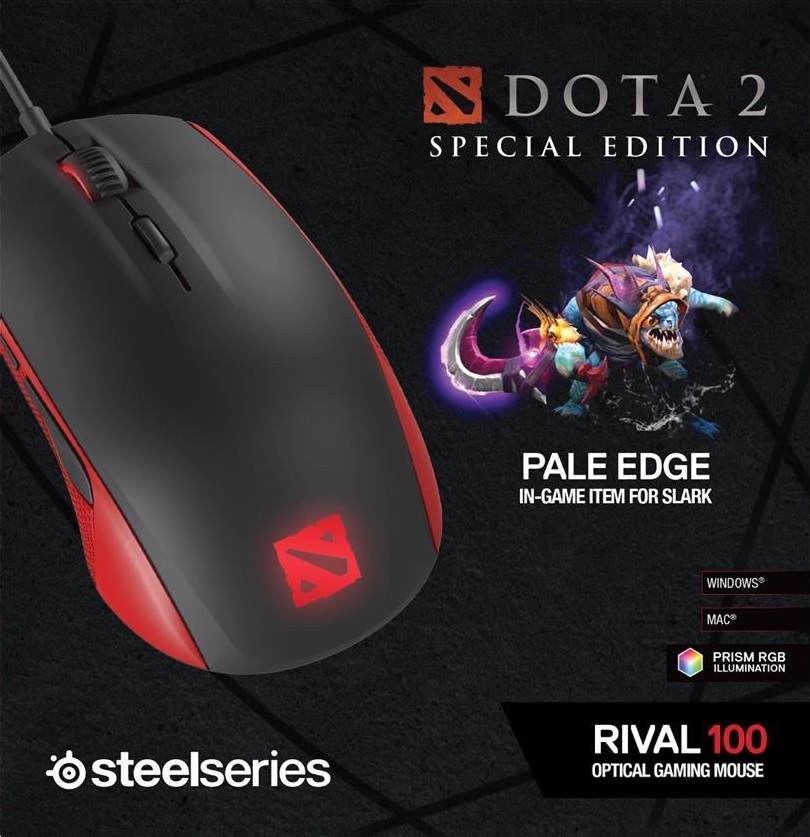 DOTA 2
SPECIAL EDITION
PALE EDGE
IN-GAME ITEM FOR SLARK
WINDOWS®
MAC®
PRISM RGB
ILLUMINATION
RIVAL 100
OPTICAL GAMING MOUSE
steelseries